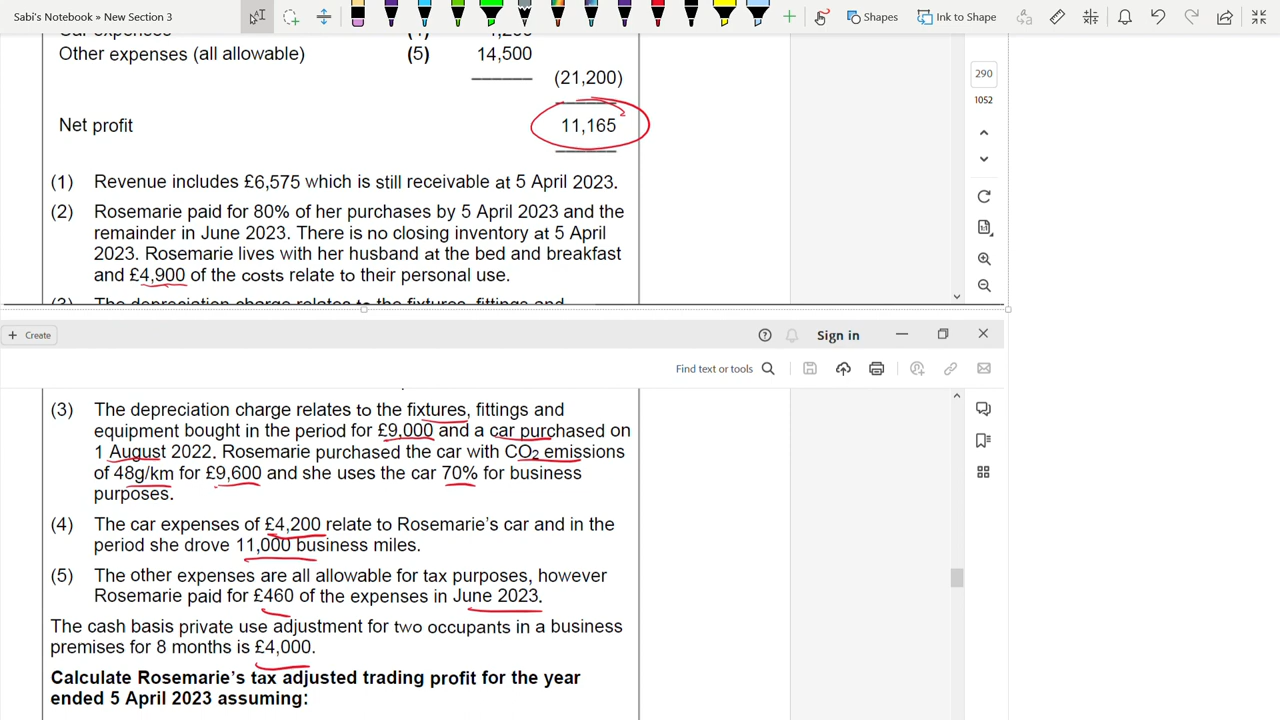 Sabi's Notebook » New Section 3
Shapes
Ink to Shape
Other expenses (all allowable) (5) 14,500
(21,200)
Net profit 11,165
290
1052
(1) Revenue includes £6,575 which is still receivable at 5 April 2023.
(2) Rosemarie paid for 80% of her purchases by 5 April 2023 and the
remainder in June 2023. There is no closing inventory at 5 April
2023. Rosemarie lives with her husband at the bed and breakfast
and £4,900 of the costs relate to their personal use.
(3) The depreciation charge relates to the fixtures, fittings and
+ Create
Sign in
Find text or tools
(3) The depreciation charge relates to the fixtures, fittings and
equipment bought in the period for £9,000 and a car purchased on
1 August 2022. Rosemarie purchased the car with CO₂ emissions
of 48g/km for £9,600 and she uses the car 70% for business
purposes.
(4) The car expenses of £4,200 relate to Rosemarie's car and in the
period she drove 11,000 business miles.
(5) The other expenses are all allowable for tax purposes, however
Rosemarie paid for £460 of the expenses in June 2023.
The cash basis private use adjustment for two occupants in a business
premises for 8 months is £4,000.
Calculate Rosemarie's tax adjusted trading profit for the year
ended 5 April 2023 assuming: